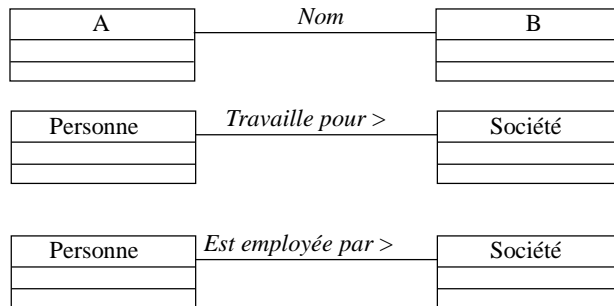 A Nom B
Personne Travaille pour > Société
Personne Est employée par > Société